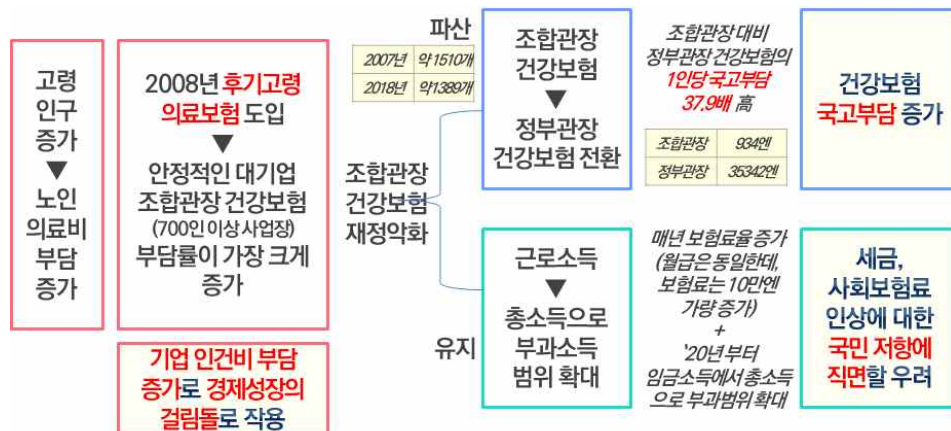 고령
인구
증가
▼
노인
의료비
부담
증가
2008년 후기고령
의료보험 도입
▼
안정적인 대기업
조합관장 건강보험
(700인 이상 사업장)
부담률이 가장 크게
증가
기업 인건비 부담
증가로 경제성장의
걸림돌로 작용
조합관장
건강보험
재정악화
파산
2007년 약1510개
2018년 약1389개
조합관장
건강보험
▼
정부관장
건강보험 전환
조합관장 대비
정부관장 건강보험의
1인당 국고부담
37.9배 高
조합관장 934엔
정부관장 35342엔
건강보험
국고부담 증가
유지
근로소득
▼
총소득으로
부과소득
범위 확대
매년 보험료율 증가
(월급은 동일한데,
보험료는 10만엔
가량 증가)
+
'20년 부터
임금소득에서 총소득
으로 부과범위 확대
세금,
사회보험료
인상에 대한
국민 저항에
직면할 우려